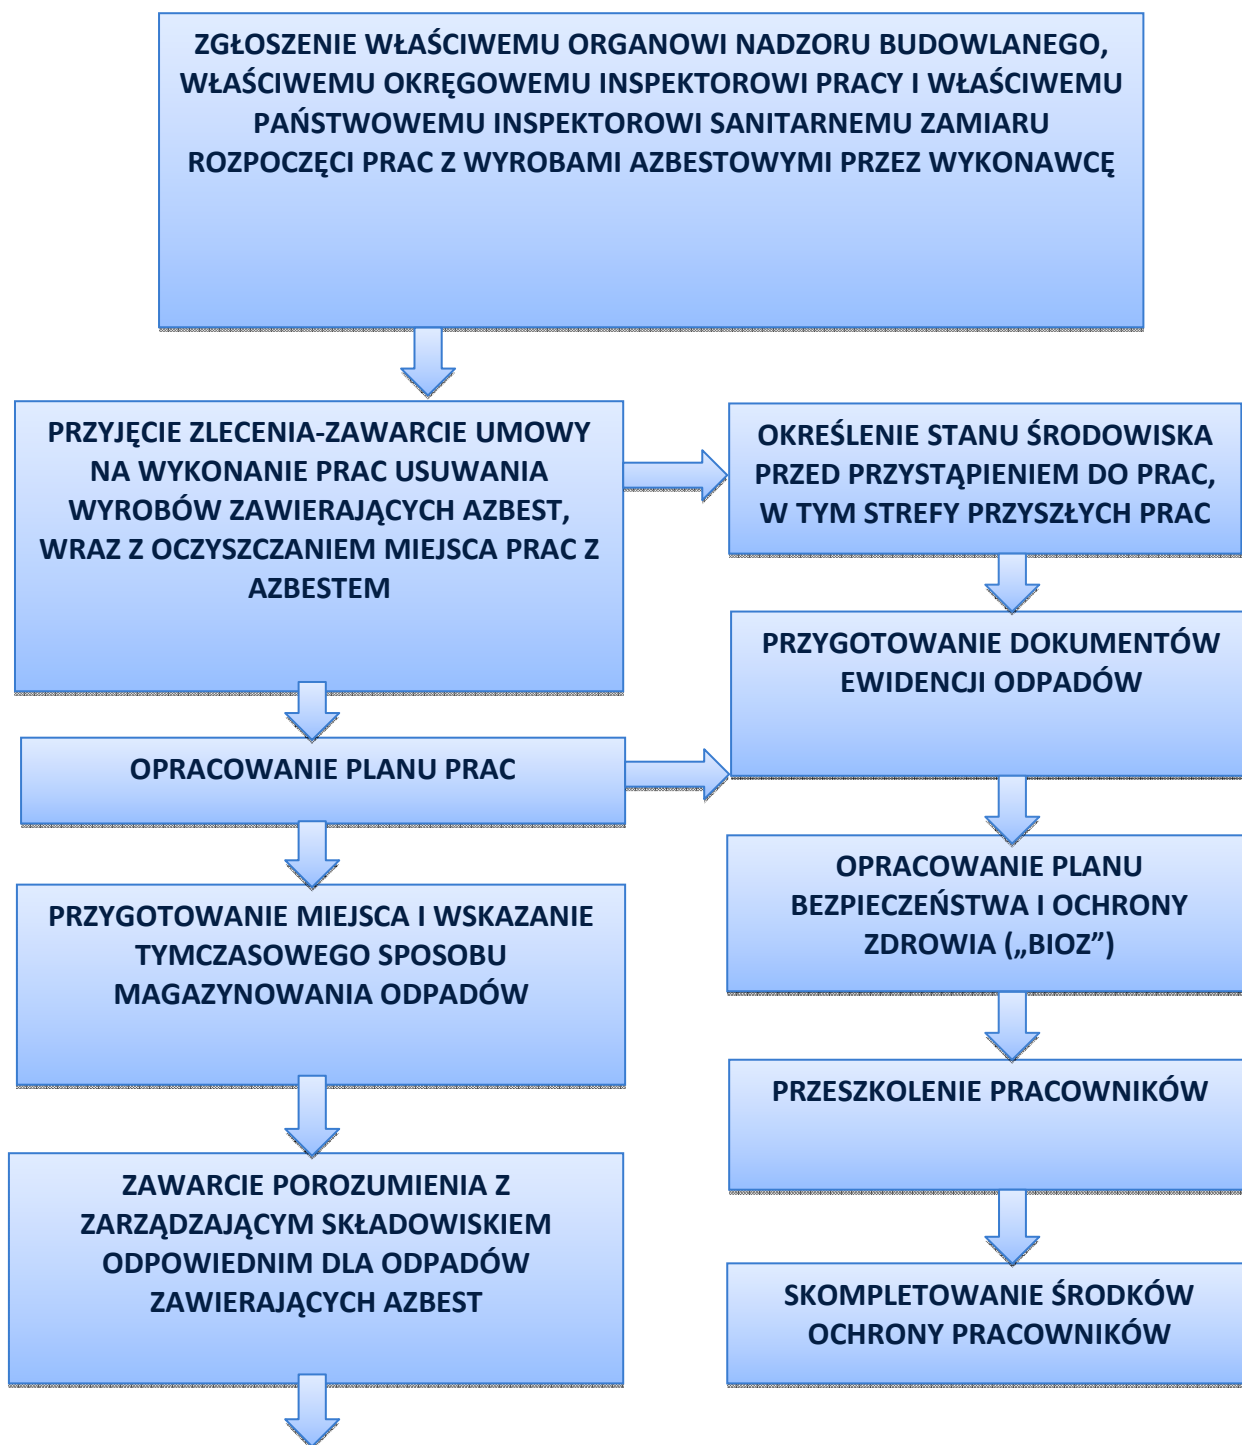 ZGŁOSZENIE WŁAŚCIWEMU ORGANOWI NADZORU BUDOWLANEGO,
WŁAŚCIWEMU OKRĘGOWEMU INSPEKTOROWI PRACY I WŁAŚCIWEMU
PAŃSTWOWEMU INSPEKTOROWI SANITARNEMU ZAMIARU
ROZPOCZĘCI PRAC Z WYROBAMI AZBESTOWYMI PRZEZ WYKONAWCĘ
PRZYJĘCIE ZLECENIA-ZAWARCIE UMOWY
NA WYKONANIE PRAC USUWANIA
WYROBÓW ZAWIERAJĄCYCH AZBEST,
WRAZ Z OCZYSZCZANIEM MIEJSCA PRAC Z
AZBESTEM
OKREŚLENIE STANU ŚRODOWISKA
PRZED PRZYSTĄPIENIEM DO PRAC,
W TYM STREFY PRZYSZŁYCH PRAC
PRZYGOTOWANIE DOKUMENTÓW
EWIDENCJI ODPADÓW
OPRACOWANIE PLANU PRAC
OPRACOWANIE PLANU
BEZPIECZEŃSTWA I OCHRONY
ZDROWIA („BIOZ”)
PRZYGOTOWANIE MIEJSCA I WSKAZANIE
TYMCZASOWEGO SPOSOBU
MAGAZYNOWANIA ODPADÓW
PRZESZKOLENIE PRACOWNIKÓW
ZAWARCIE POROZUMIENIA Z
ZARZĄDZAJĄCYM SKŁADOWISKIEM
ODPOWIEDNIM DLA ODPADÓW
ZAWIERAJĄCYCH AZBEST
SKOMPLETOWANIE ŚRODKÓW
OCHRONY PRACOWNIKÓW